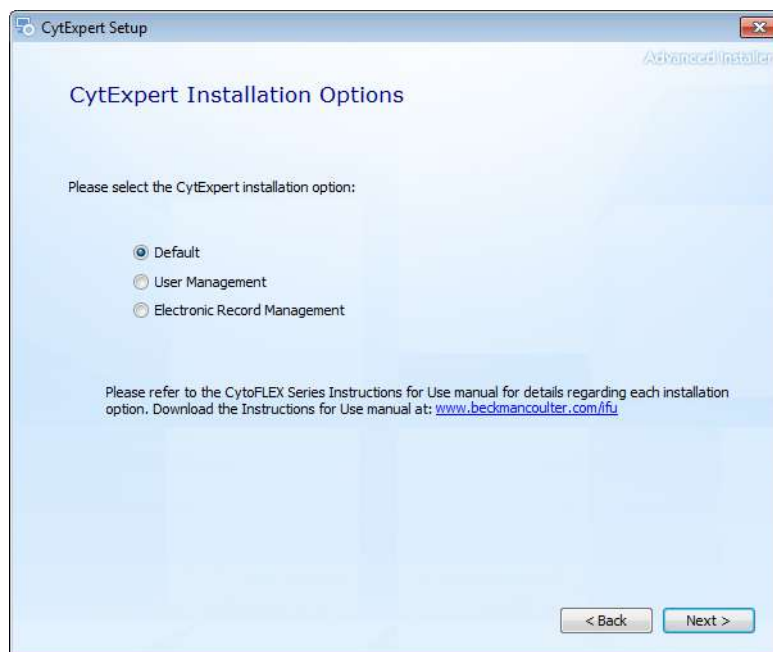 CytExpert Setup
Advanced Installer
CytExpert Installation Options
Please select the CytExpert installation option:
Default
User Management
Electronic Record Management
Please refer to the CytoFLEX Series Instructions for Use manual for details regarding each installation
option. Download the Instructions for Use manual at: www.beckmancoulter.com/ifu
< Back Next >